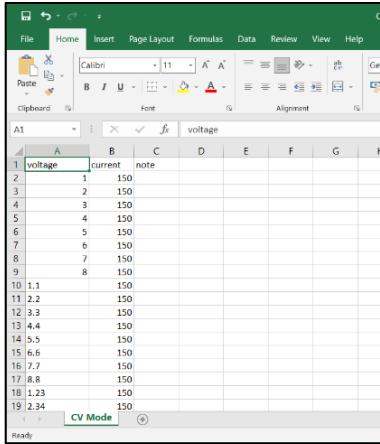 File Home Insert Page Layout Formulas Data Review View Help
Paste
Calibri 11 A A ab Ge
B I U A
Clipboard Font Alignment
A1 fx voltage
A B C D E F G
1 voltage current note
2 1 150
3 2 150
4 3 150
5 4 150
6 5 150
7 6 150
8 7 150
9 8 150
10 1.1 150
11 2.2 150
12 3.3 150
13 4.4 150
14 5.5 150
15 6.6 150
16 7.7 150
17 8.8 150
18 1.23 150
19 2.34 150
CV Mode
Ready